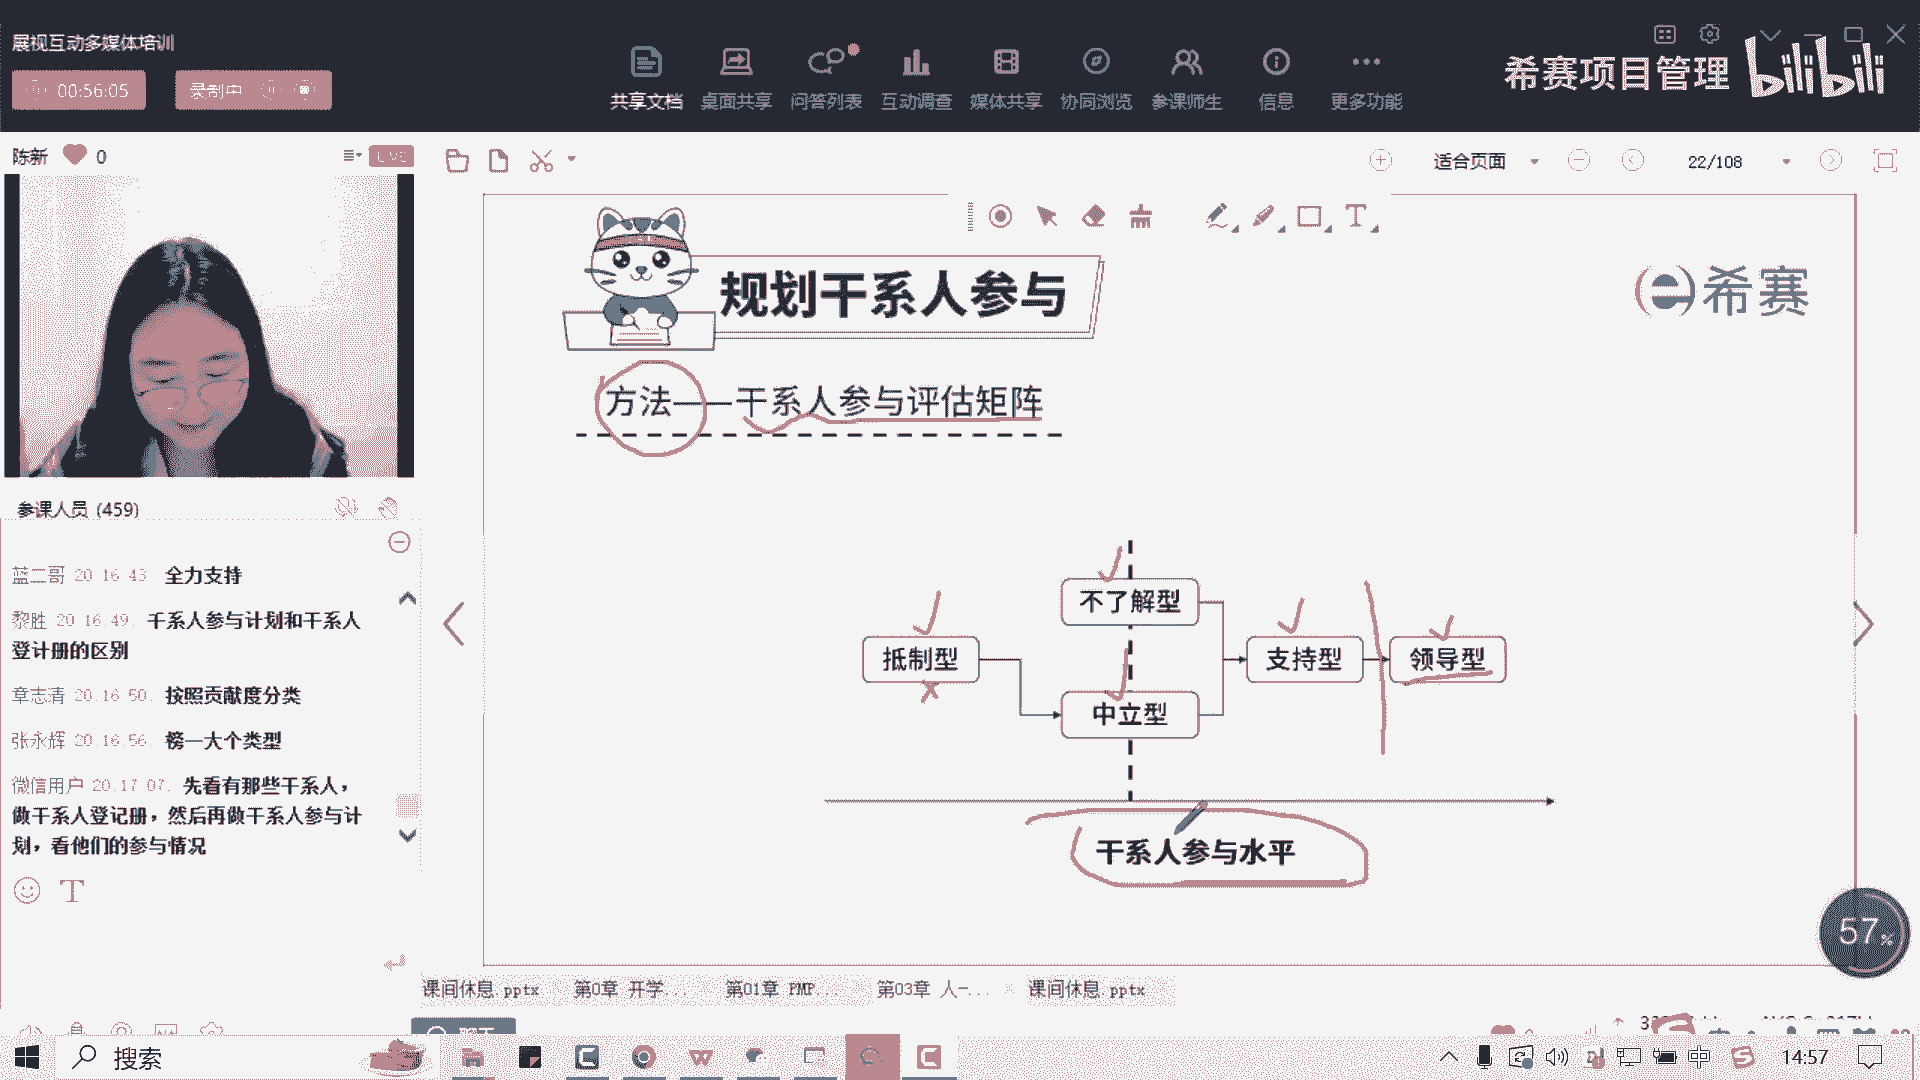 展视互动多媒体培训
00:56:05
录制中
共享文档
桌面共享
问答列表
互动调查
媒体共享
协同浏览
参课师生
信息
更多功能
希赛项目管理
bilibili
陈新
0
LIVE
适合页面
22/108
规划干系人参与
希赛
方法——干系人参与评估矩阵
不了解型
抵制型
支持型
领导型
中立型
干系人参与水平
参课人员 (459)
蓝二哥 20:16:43 全力支持
黎胜 20:16:49. 干系人参与计划和干系人
登计册的区别
章志清 20:16:50. 按照贡献度分类
张永辉 20:16:56. 榜一大个类型
微信用户 20:17:07. 先看有那些干系人，
做干系人登记册，然后再做干系人参与计
划，看他们的参与情况
57%
课间休息.pptx
第0章 开学...
第01章 PMP...
第03章 人-...
课间休息.pptx
搜索
中
14:57